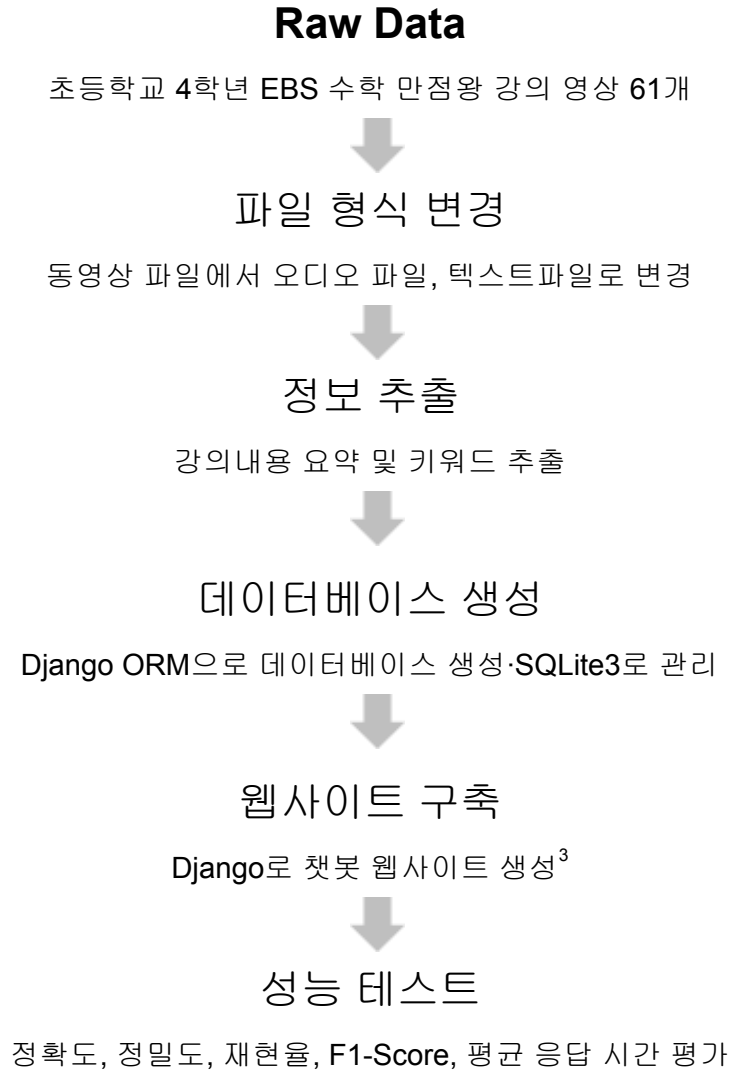 Raw Data
초등학교 4학년 EBS 수학 만점왕 강의 영상 61개
파일 형식 변경
동영상 파일에서 오디오 파일, 텍스트파일로 변경
정보 추출
강의내용 요약 및 키워드 추출
데이터베이스 생성
Django ORM으로 데이터베이스 생성·SQLite3로 관리
웹사이트 구축
Django로 챗봇 웹사이트 생성³
성능 테스트
정확도, 정밀도, 재현율, F1-Score, 평균 응답 시간 평가